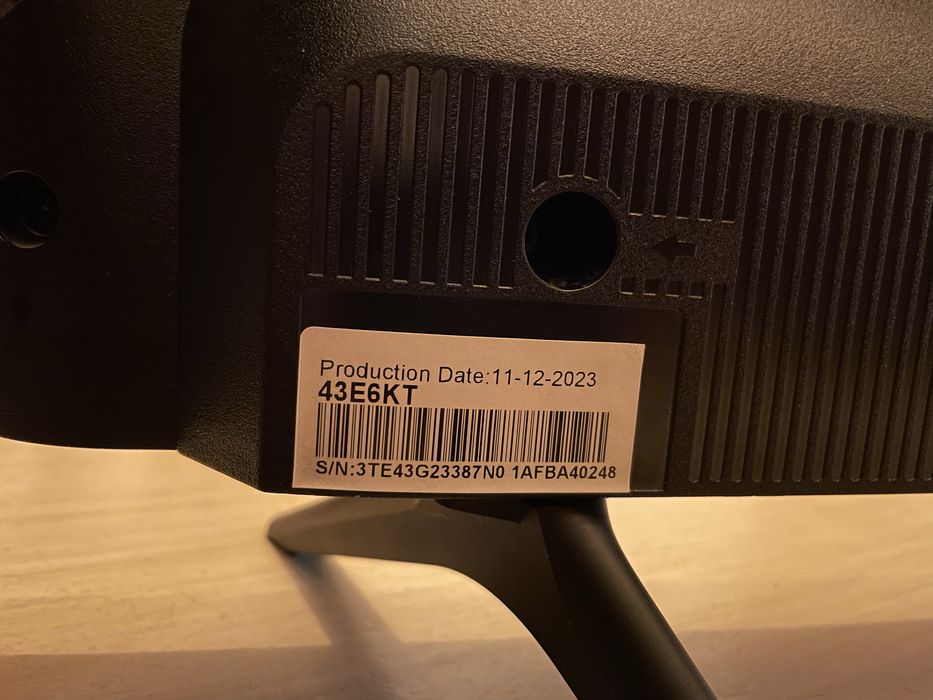 Production Date:11-12-2023
43E6KT
S/N:3TE43G23387N0 1AFBA40248